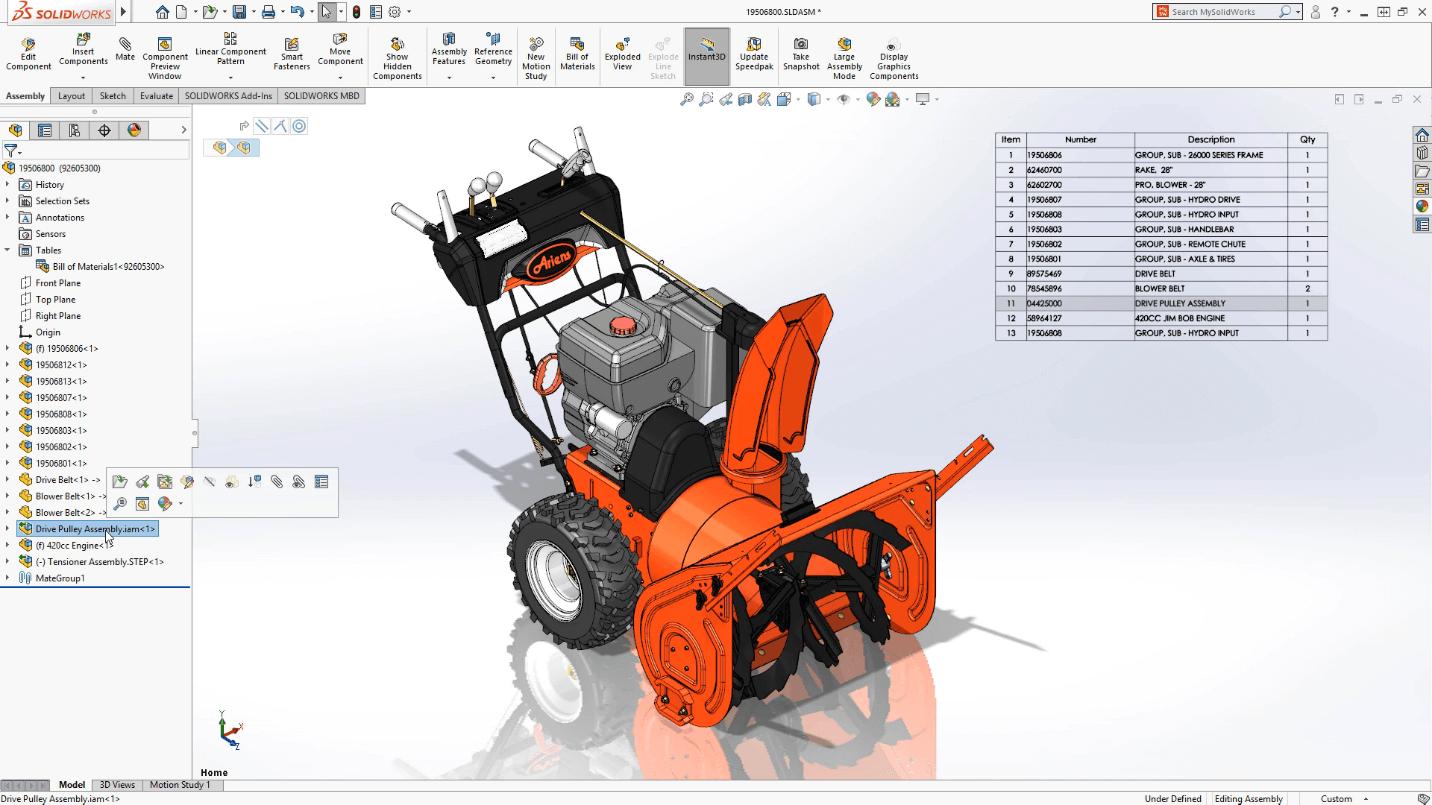 SOLIDWORKS
19506800.SLDASM *
Search MySolidWorks
Edit Component
Insert Components
Mate
Component Preview Window
Linear Component Pattern
Smart Fasteners
Move Component
Show Hidden Components
Assembly Features
Reference Geometry
New Motion Study
Bill of Materials
Exploded View
Explode Line Sketch
Instant3D
Update Speedpak
Take Snapshot
Large Assembly Mode
Display Graphics Components
Assembly Layout Sketch Evaluate SOLIDWORKS Add-Ins SOLIDWORKS MBD
19506800 (92605300)
History
Selection Sets
Annotations
Sensors
Tables
Bill of Materials1<92605300>
Front Plane
Top Plane
Right Plane
Origin
(f) 19506806<1>
19506812<1>
19506813<1>
19506807<1>
19506808<1>
19506803<1>
19506802<1>
19506801<1>
Drive Belt<1> ->
Blower Belt<1> ->
Blower Belt<2> ->
Drive Pulley Assembly.iam<1>
(f) 420cc Engine<1>
(-) Tensioner Assembly.STEP<1>
MateGroup1
Ariens
Item Number Description Qty
1 19506806 GROUP, SUB - 26000 SERIES FRAME 1
2 62460700 RAKE, 28" 1
3 62602700 PRO, BLOWER - 28" 1
4 19506807 GROUP, SUB - HYDRO DRIVE 1
5 19506808 GROUP, SUB - HYDRO INPUT 1
6 19506803 GROUP, SUB - HANDLEBAR 1
7 19506802 GROUP, SUB - REMOTE CHUTE 1
8 19506801 GROUP, SUB - AXLE & TIRES 1
9 89575469 DRIVE BELT 1
10 78545896 BLOWER BELT 2
11 04425000 DRIVE PULLEY ASSEMBLY 1
12 58964127 420CC JIM BOB ENGINE 1
13 19506808 GROUP, SUB - HYDRO INPUT 1
Y
X
Z
Home
Model 3D Views Motion Study 1
Drive Pulley Assembly.iam<1> Under Defined Editing Assembly Custom